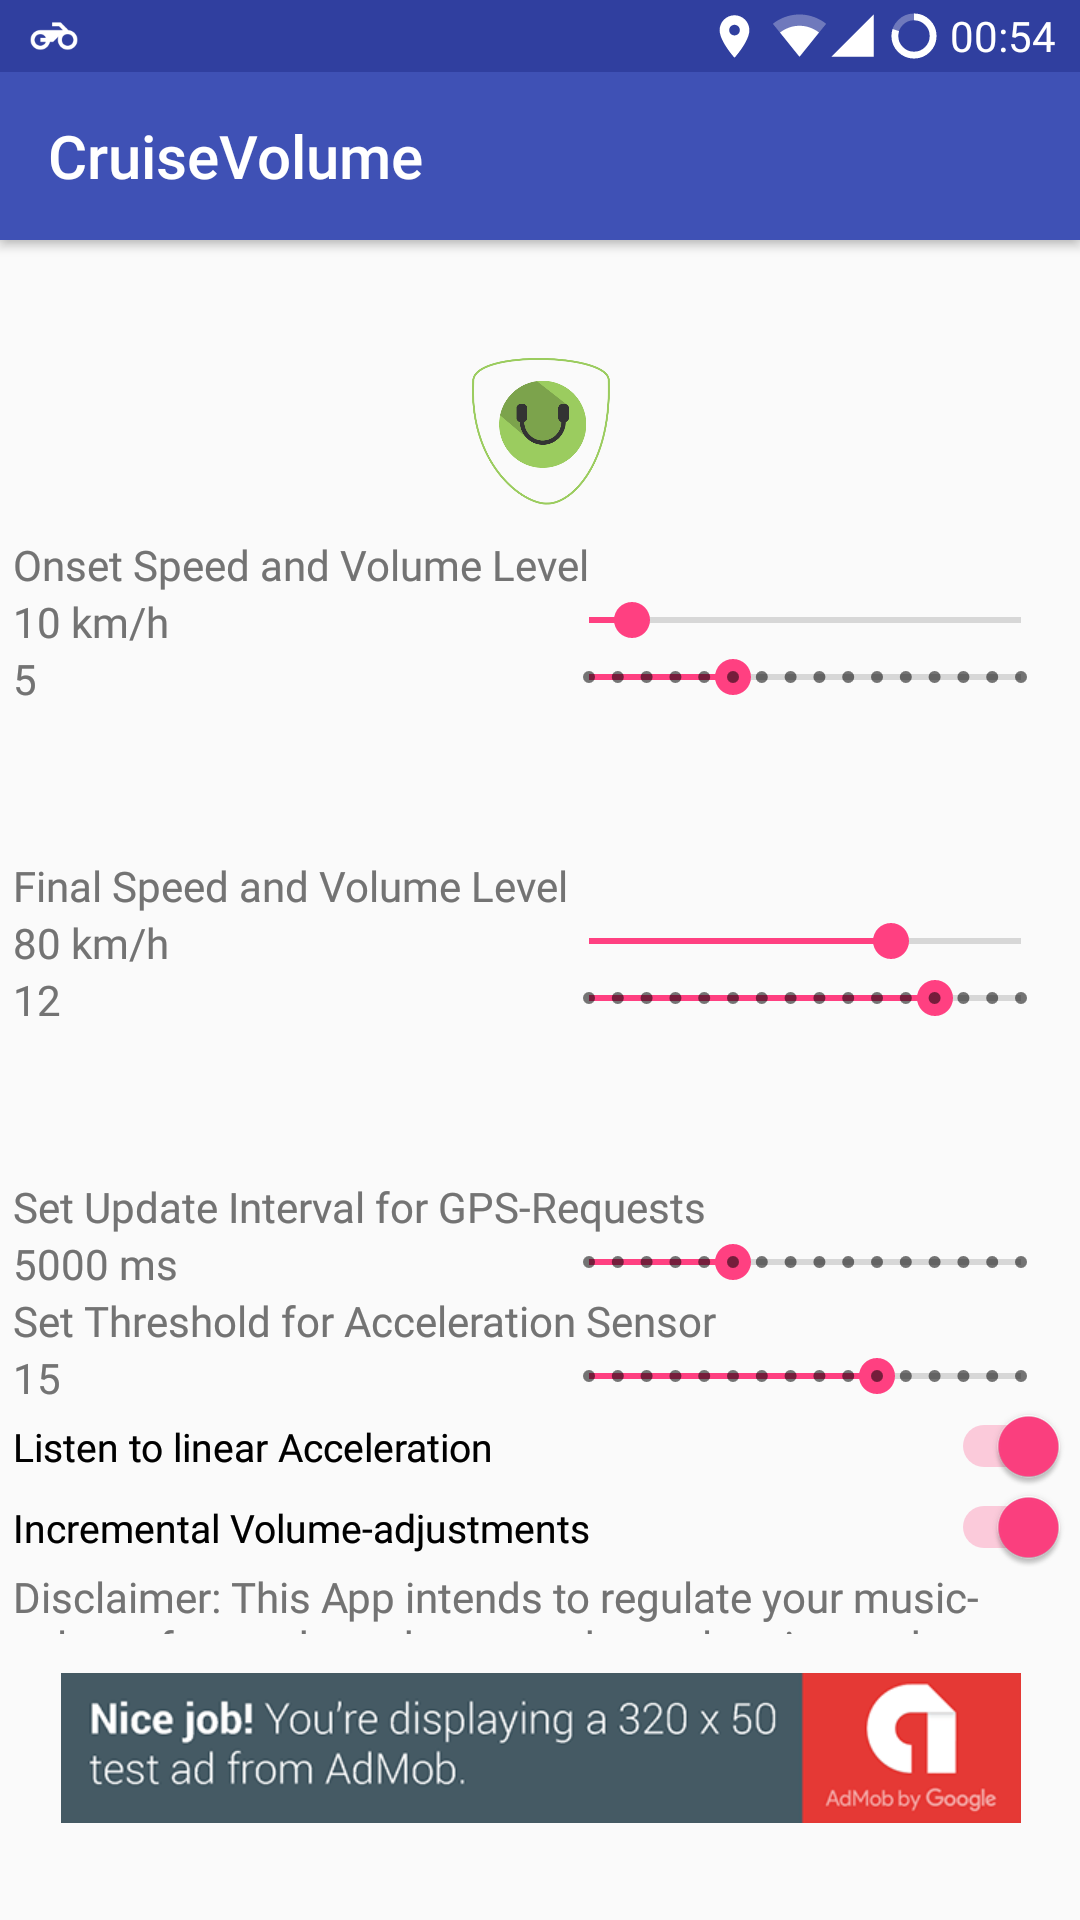 00:54
CruiseVolume
Onset Speed and Volume Level
10 km/h
5
Final Speed and Volume Level
80 km/h
12
Set Update Interval for GPS-Requests
5000 ms
Set Threshold for Acceleration Sensor
15
Listen to linear Acceleration
Incremental Volume-adjustments
Disclaimer: This App intends to regulate your music-
Nice job! You're displaying a 320 x 50
test ad from AdMob.
AdMob by Google